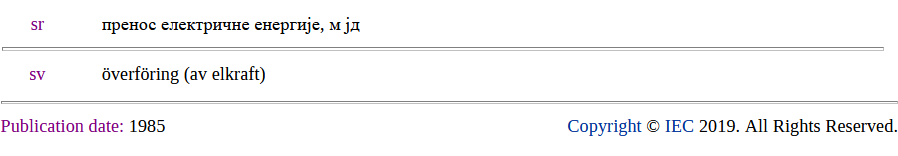 sr пренос електричне енергије, м јд
sv överföring (av elkraft)
Publication date: 1985 Copyright © IEC 2019. All Rights Reserved.